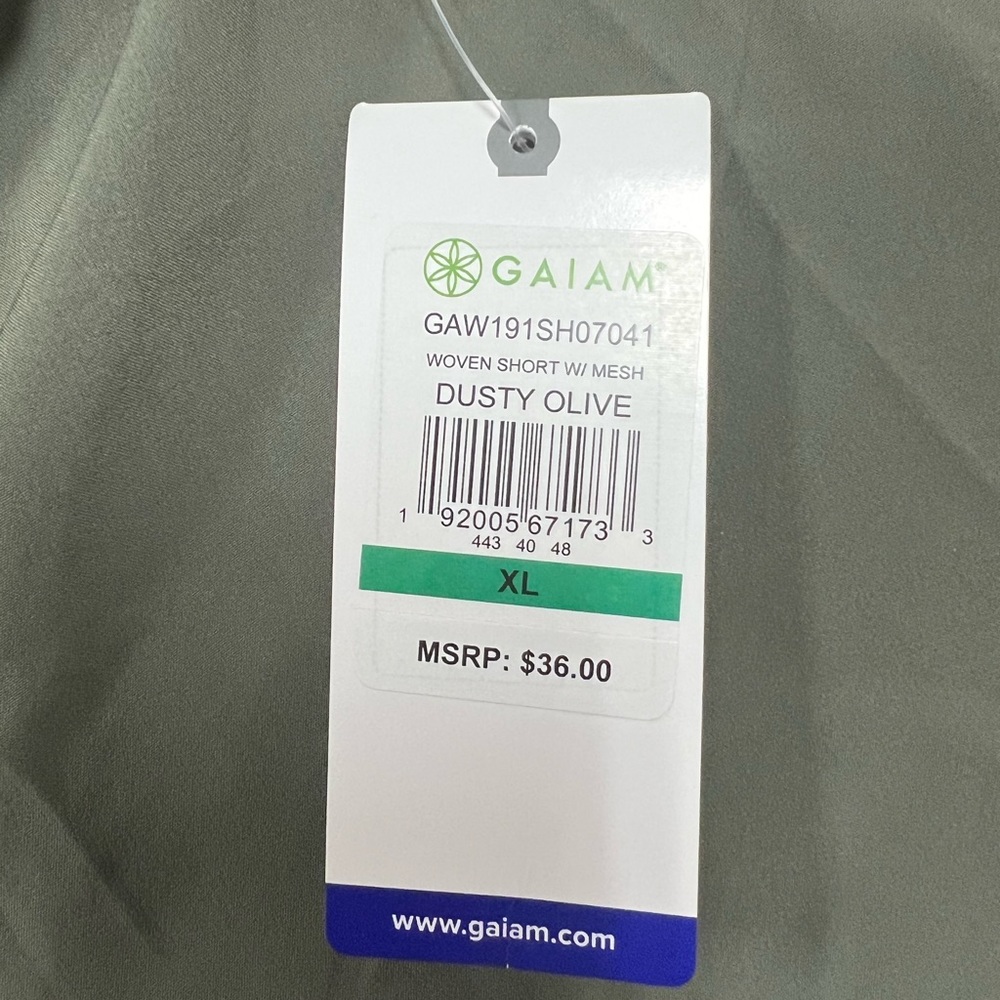 GAIAM®
GAW191SH07041
WOVEN SHORT W/ MESH
DUSTY OLIVE
1 92005 67173 3
443 40 48
XL
MSRP: $36.00
www.gaiam.com